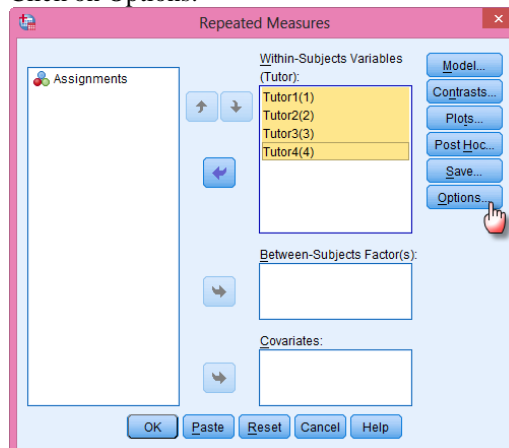 Click on Options.
Repeated Measures
Assignments
Within-Subjects Variables
(Tutor):
Tutor1(1)
Tutor2(2)
Tutor3(3)
Tutor4(4)
Model...
Contrasts...
Plots...
Post Hoc...
Save...
Options...
Between-Subjects Factor(s):
Covariates:
OK Paste Reset Cancel Help